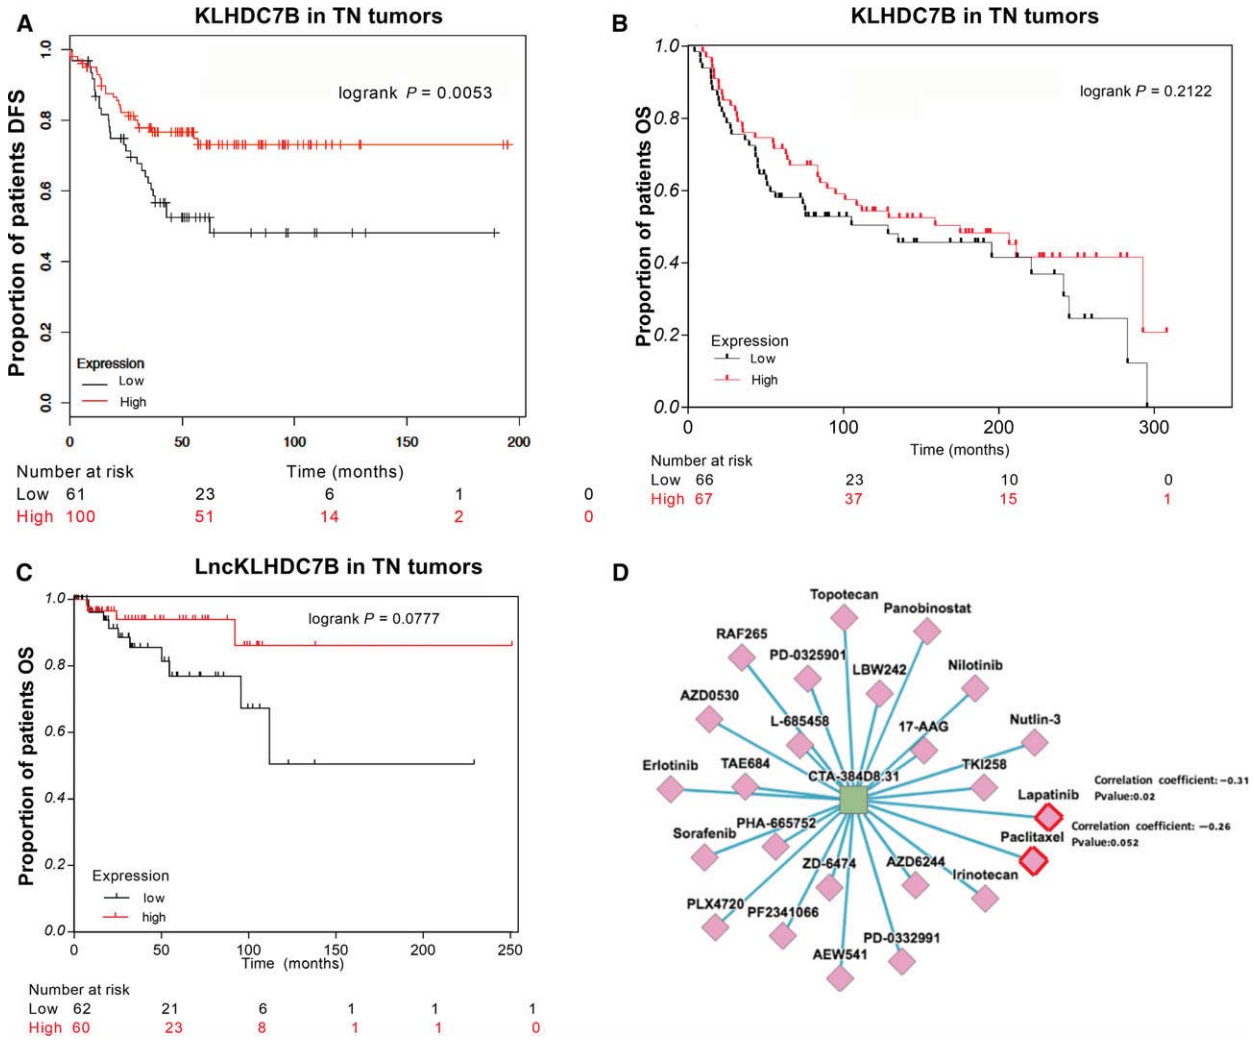 A
KLHDC7B in TN tumors
Proportion of patients DFS
1.0
0.8
0.6
0.4
0.2
0.0
logrank P = 0.0053
Expression
Low
High
0 50 100 150 200
Number at risk
Time (months)
Low 61 23 6 1 0
High 100 51 14 2 0
B
KLHDC7B in TN tumors
Proportion of patients OS
1.0
0.8
0.6
0.4
0.2
0.0
logrank P = 0.2122
Expression
Low
High
0 100 200 300
Time (months)
Number at risk
Low 66 23 10 0
High 67 37 15 1
C
LncKLHDC7B in TN tumors
Proportion of patients OS
1.0
0.8
0.6
0.4
0.2
0.0
logrank P = 0.0777
Expression
low
high
0 50 100 150 200 250
Time (months)
Number at risk
Low 62 21 6 1 1 1
High 60 23 8 1 1 0
D
Topotecan
Panobinostat
RAF265
PD-0325901
LBW242
Nilotinib
AZD0530
L-685458
17-AAG
Nutlin-3
Erlotinib
TAE684
CTA-384D8.31
TKI258
Lapatinib
Correlation coefficient: −0.31
Pvalue:0.02
Sorafenib
PHA-665752
Paclitaxel
Correlation coefficient: −0.26
Pvalue:0.052
ZD-6474
AZD6244
Irinotecan
PLX4720
PF2341066
AEW541
PD-0332991